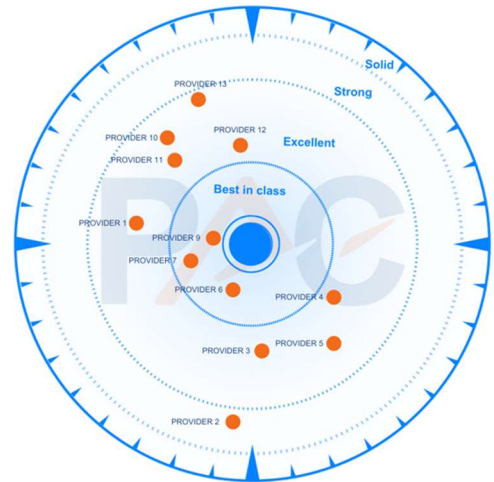 Solid
PROVIDER 13
Strong
PROVIDER 12
PROVIDER 10
Excellent
PROVIDER 11
Best in class
PAC
PROVIDER 1
PROVIDER 9
PROVIDER 7
PROVIDER 6
PROVIDER 4
PROVIDER 5
PROVIDER 3
PROVIDER 2